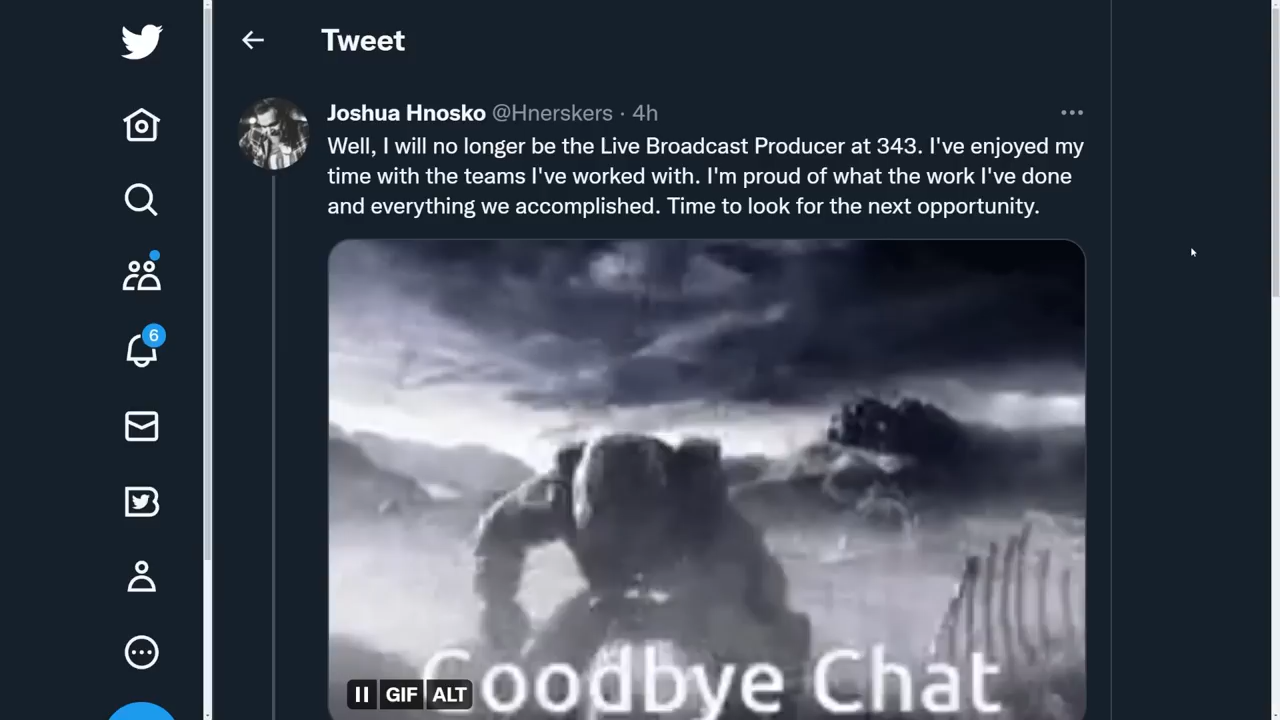 Tweet
Joshua Hnosko @Hnerskers · 4h
Well, I will no longer be the Live Broadcast Producer at 343. I've enjoyed my
time with the teams I've worked with. I'm proud of what the work I've done
and everything we accomplished. Time to look for the next opportunity.
6
Goodbye Chat
GIF ALT